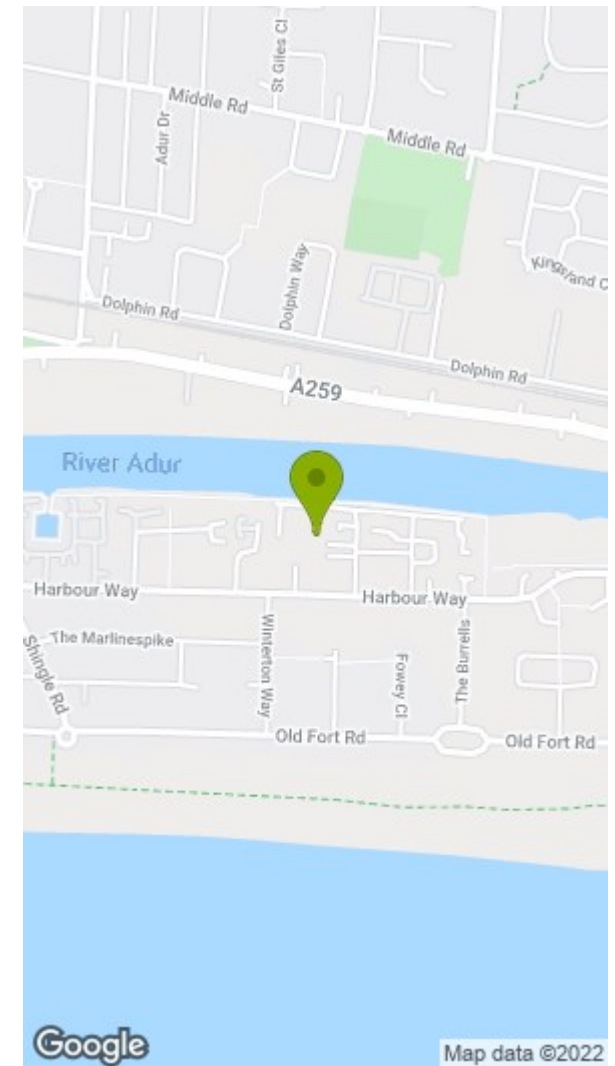 St Giles Cl
Middle Rd
Middle Rd
Adur Dr
Dolphin Way
Dolphin Rd
Dolphin Rd
A259
River Adur
Harbour Way
Harbour Way
The Marlinespike
Shingle Rd
Winterton Way
Fowey Cl
The Burrells
Old Fort Rd
Old Fort Rd
Google
Map data ©2022